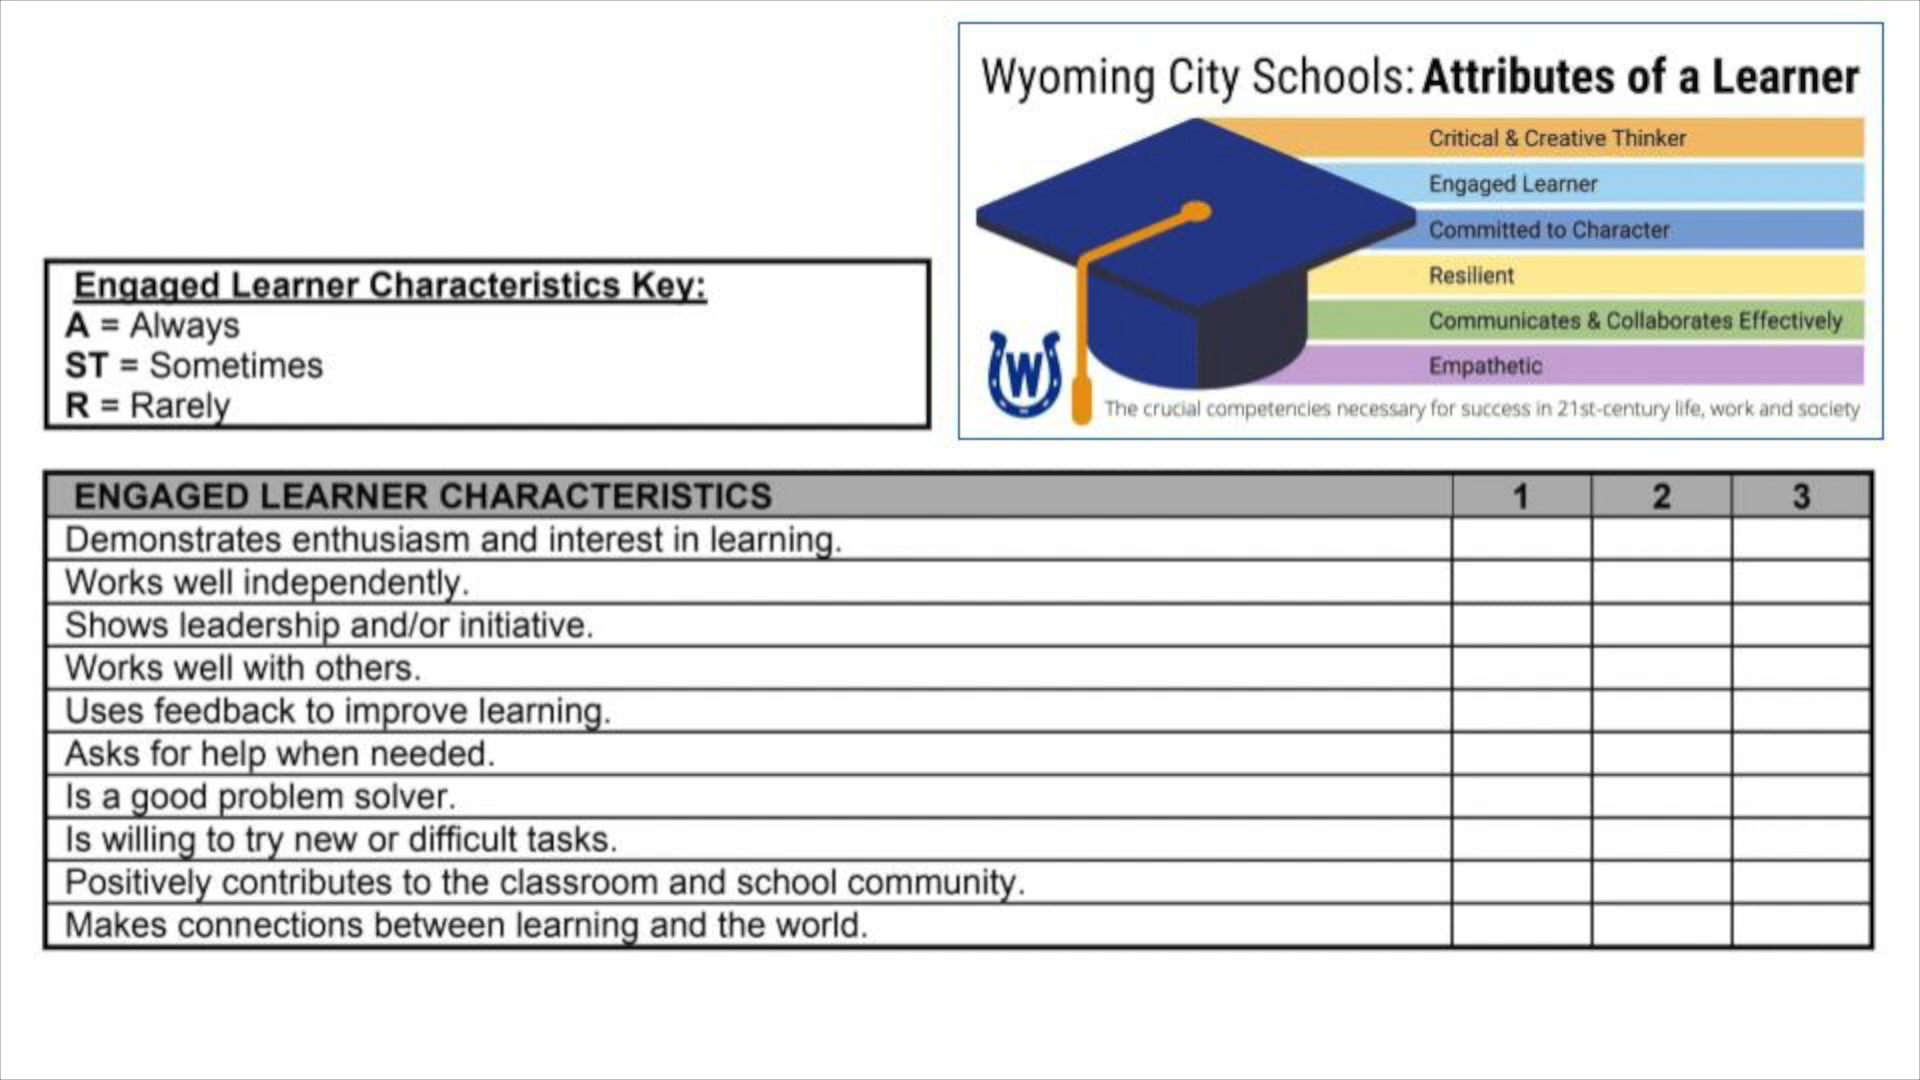 Wyoming City Schools: Attributes of a Learner
Critical & Creative Thinker
Engaged Learner
Committed to Character
Resilient
Communicates & Collaborates Effectively
Empathetic
W
The crucial competencies necessary for success in 21st-century life, work and society
Engaged Learner Characteristics Key:
A = Always
ST = Sometimes
R = Rarely
ENGAGED LEARNER CHARACTERISTICS 1 2 3
Demonstrates enthusiasm and interest in learning.
Works well independently.
Shows leadership and/or initiative.
Works well with others.
Uses feedback to improve learning.
Asks for help when needed.
Is a good problem solver.
Is willing to try new or difficult tasks.
Positively contributes to the classroom and school community.
Makes connections between learning and the world.